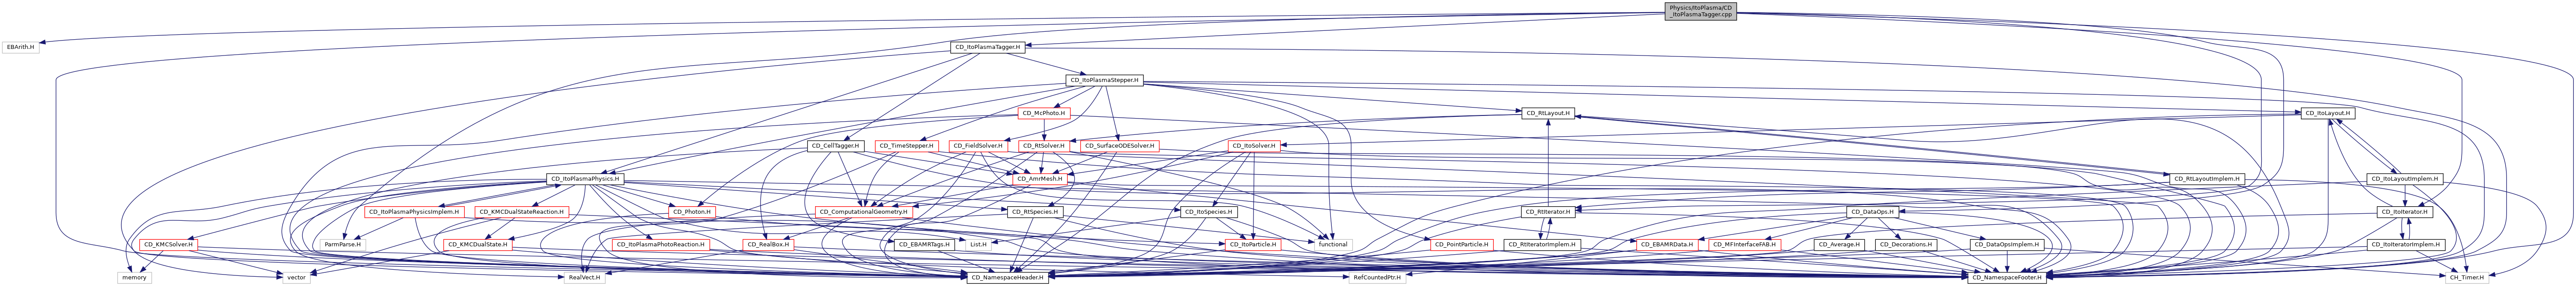 Physics/ItoPlasma/CD
_ItoPlasmaTagger.cpp
EBArith.H
CD_ItoPlasmaTagger.H
CD_ItoPlasmaStepper.H
CD_McPhoto.H
CD_RtLayout.H
CD_ItoLayout.H
CD_CellTagger.H
CD_TimeStepper.H
CD_FieldSolver.H
CD_RtSolver.H
CD_SurfaceODESolver.H
CD_ItoSolver.H
CD_ItoPlasmaPhysics.H
CD_AmrMesh.H
CD_RtLayoutImplem.H
CD_ItoLayoutImplem.H
CD_ItoPlasmaPhysicsImplem.H
CD_KMCDualStateReaction.H
CD_Photon.H
CD_ComputationalGeometry.H
CD_RtSpecies.H
CD_ItoSpecies.H
CD_RtIterator.H
CD_DataOps.H
CD_ItoIterator.H
CD_KMCSolver.H
ParmParse.H
CD_KMCDualState.H
CD_ItoPlasmaPhotoReaction.H
CD_RealBox.H
CD_EBAMRTags.H
List.H
CD_ItoParticle.H
functional
CD_PointParticle.H
CD_RtIteratorImplem.H
CD_EBAMRData.H
CD_MFInterfaceFAB.H
CD_Average.H
CD_Decorations.H
CD_DataOpsImplem.H
CD_ItoIteratorImplem.H
memory
vector
RealVect.H
CD_NamespaceHeader.H
RefCountedPtr.H
CD_NamespaceFooter.H
CH_Timer.H